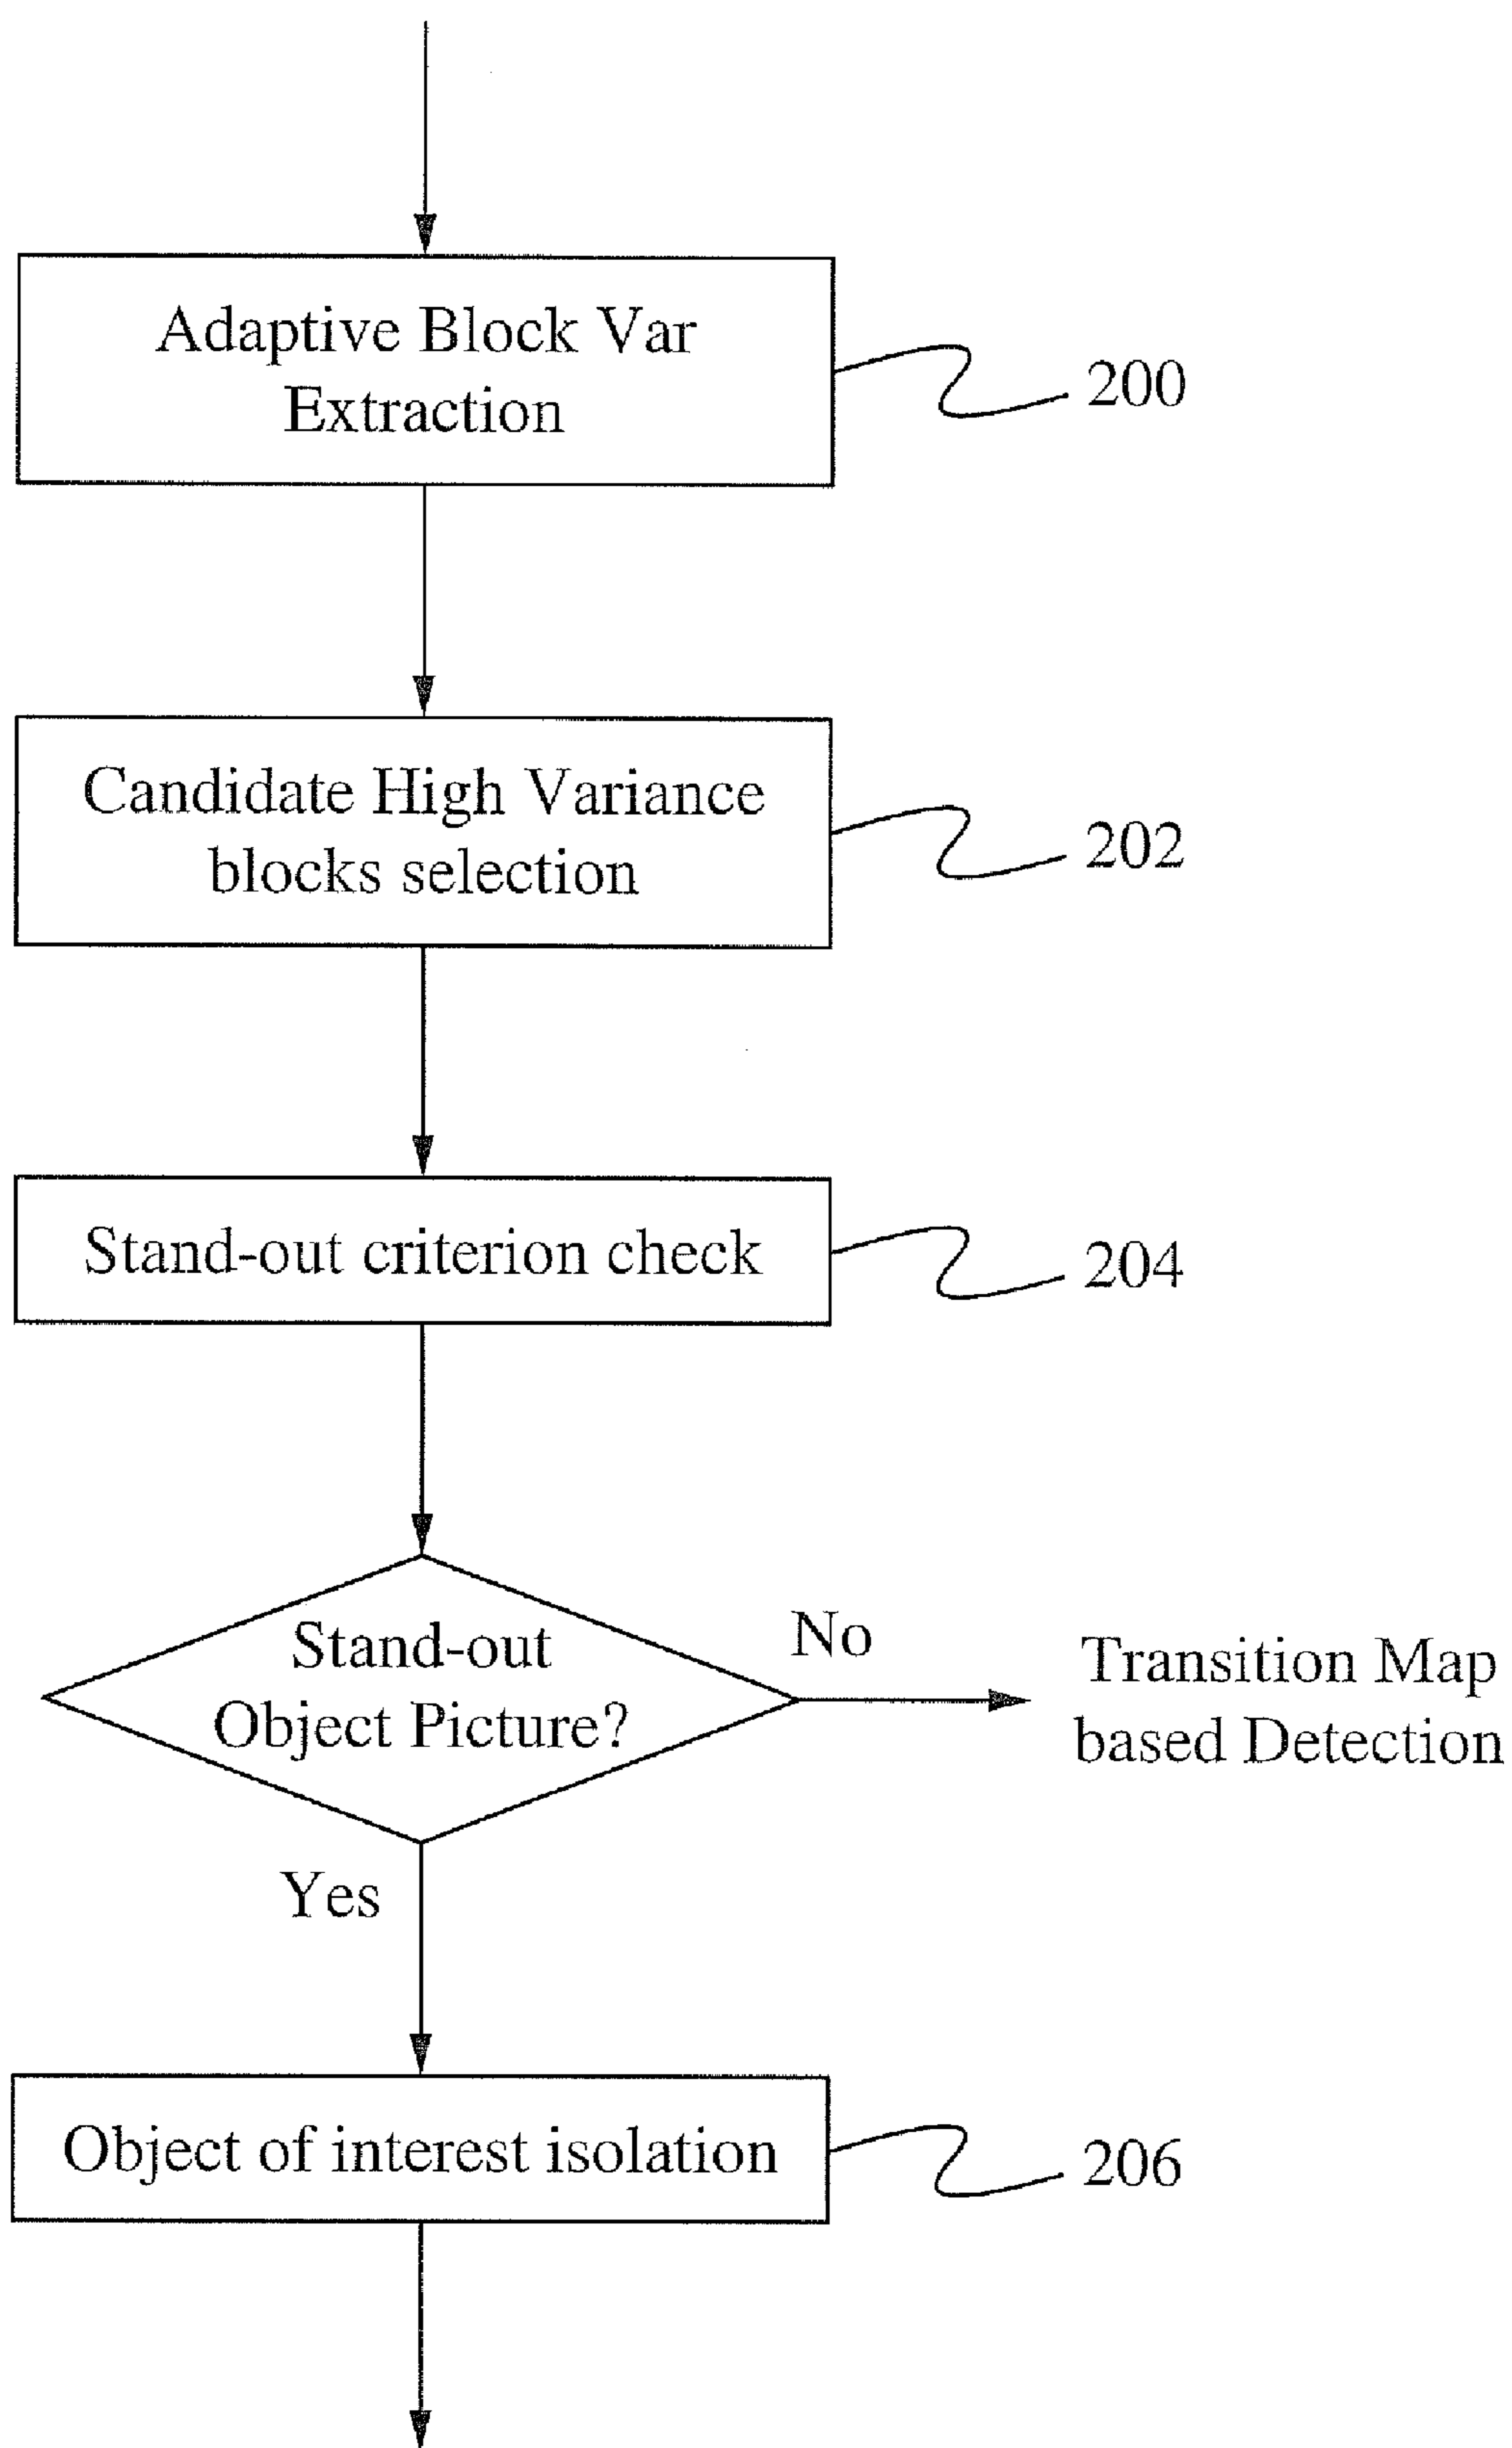 Adaptive Block Var
Extraction
200
Candidate High Variance
blocks selection
202
Stand-out criterion check
204
Stand-out
Object Picture?
No
Transition Map
based Detection
Yes
Object of interest isolation
206